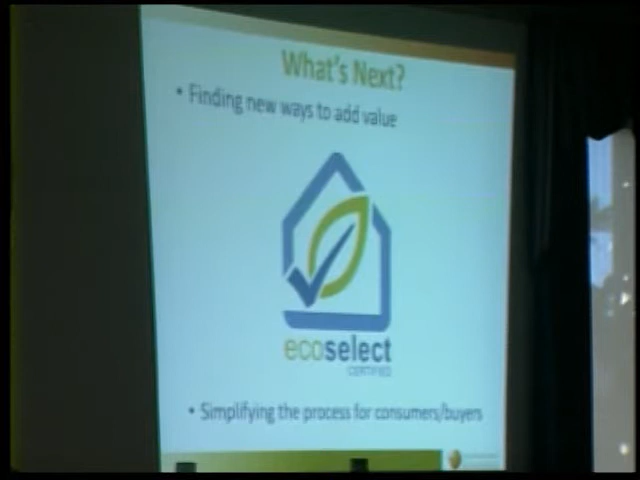 What's Next?
• Finding new ways to add value
ecoselect
CERTIFIED
• Simplifying the process for consumers/buyers